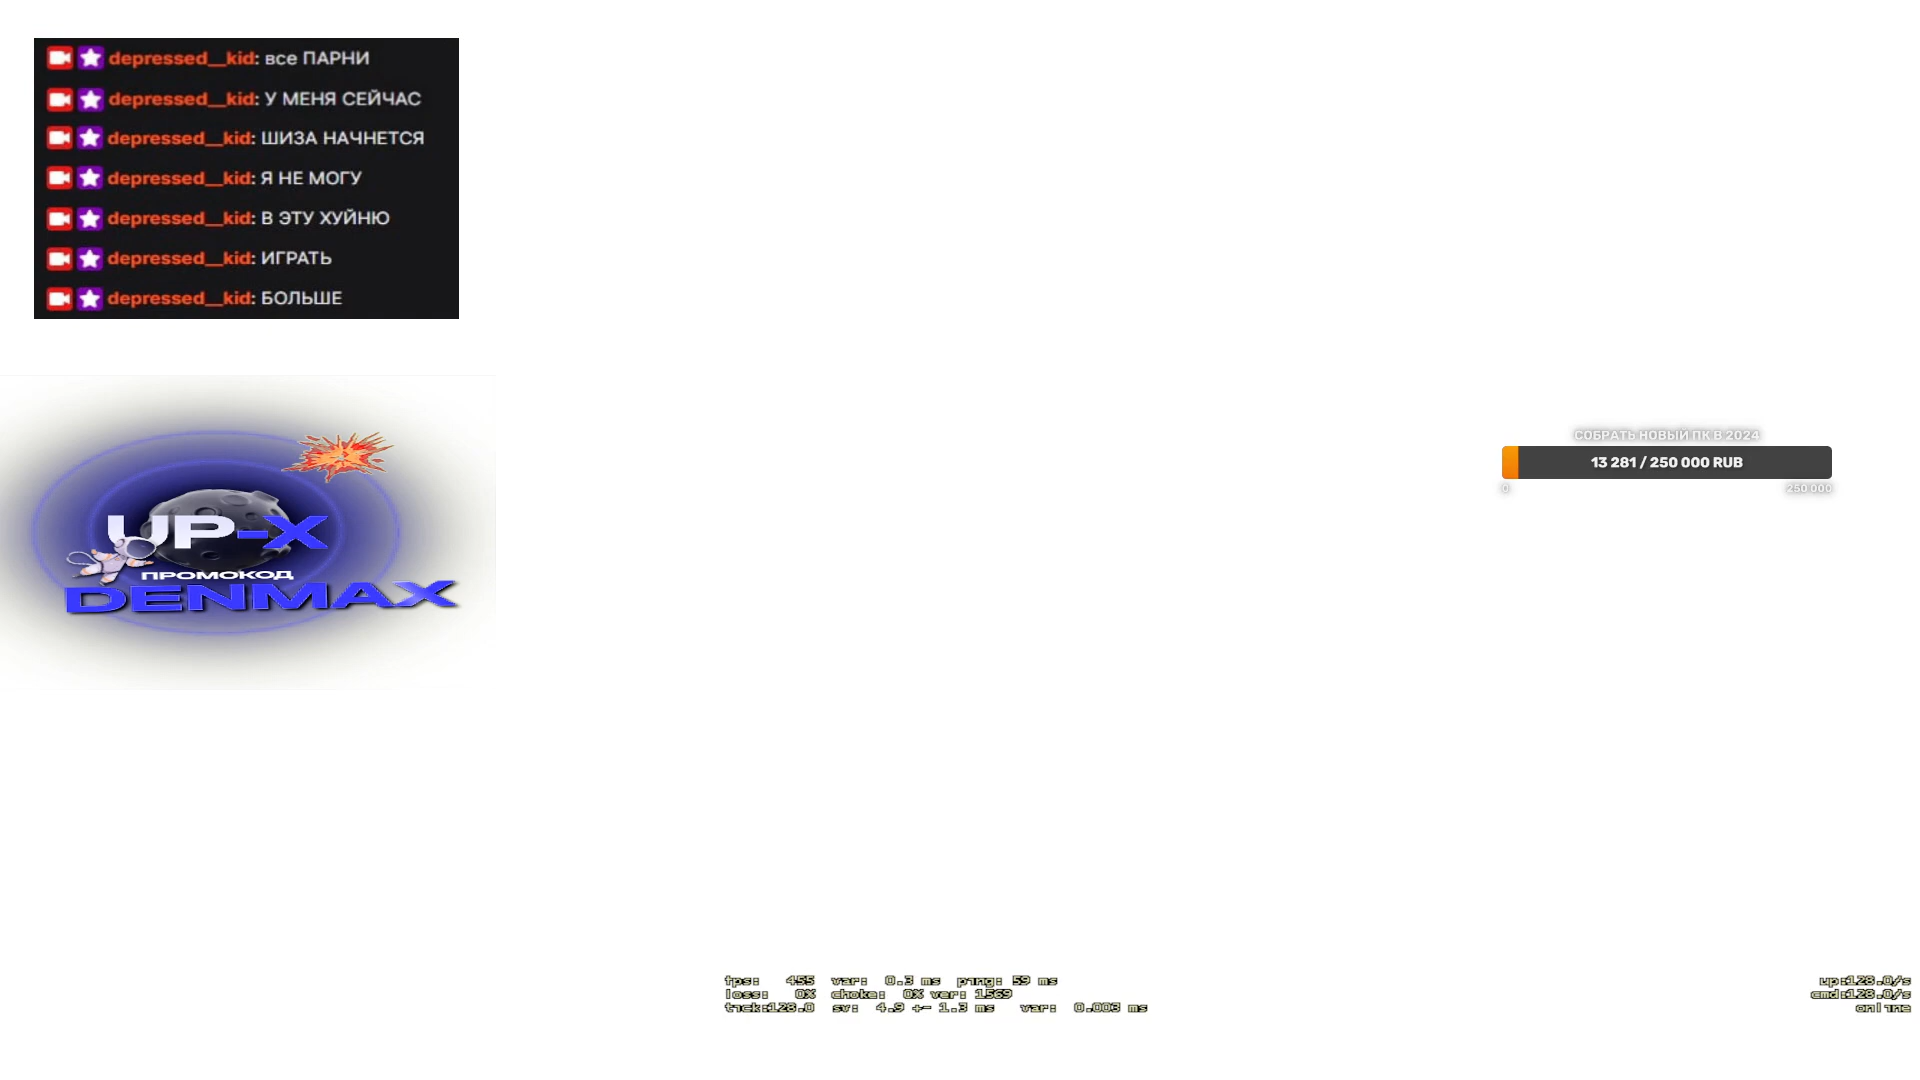 depressed__kid: все ПАРНИ
depressed__kid: У МЕНЯ СЕЙЧАС
depressed__kid: ШИЗА НАЧНЕТСЯ
depressed__kid: Я НЕ МОГУ
depressed__kid: В ЭТУ ХУЙНЮ
depressed__kid: ИГРАТЬ
depressed__kid: БОЛЬШЕ
UP-X
ПРОМОКОД
DENMAX
СОБРАТЬ НОВЫЙ ПК В 2024
13 281 / 250 000 RUB
0 250 000
fps: 455 var: 0.3 ms ping: 59 ms
loss: 0% choke: 0% ver: 1569
tick:128.0 sv: 4.9 +- 1.3 ms var: 0.003 ms
up:128.0/s
cmd:128.0/s
online